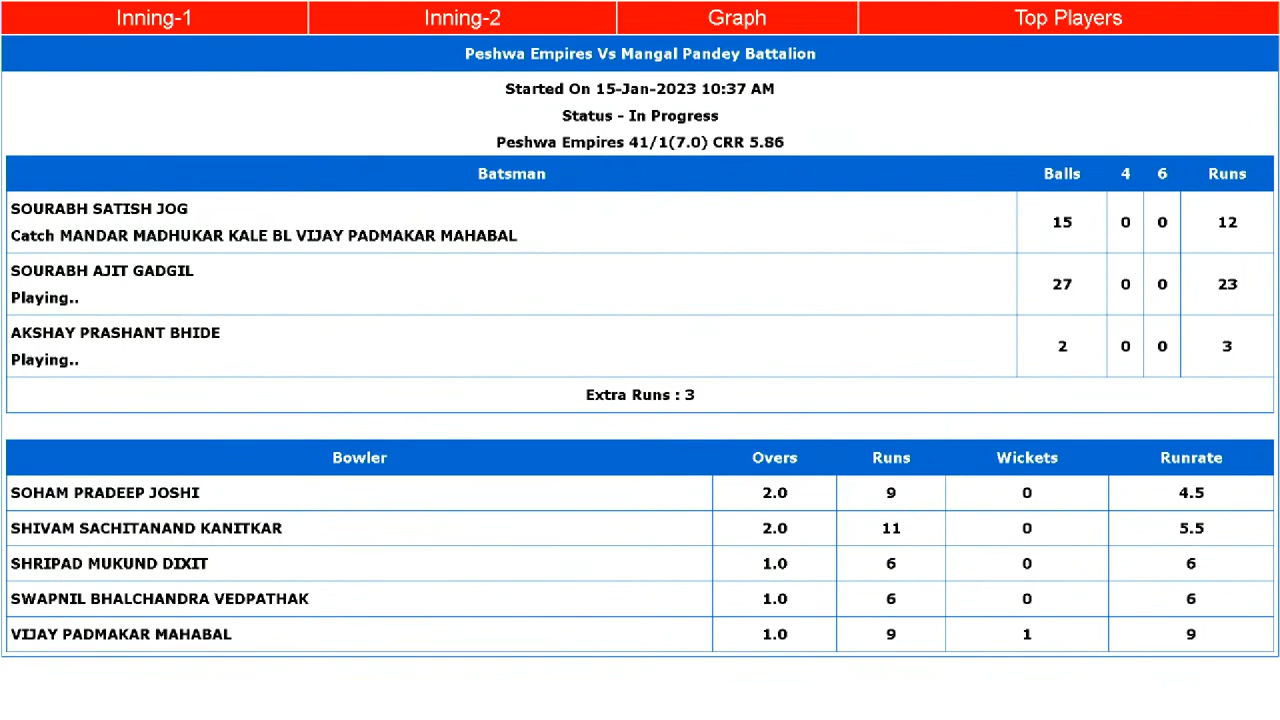 Inning-1 Inning-2 Graph Top Players
Peshwa Empires Vs Mangal Pandey Battalion
Started On 15-Jan-2023 10:37 AM
Status - In Progress
Peshwa Empires 41/1(7.0) CRR 5.86
Batsman Balls 4 6 Runs
SOURABH SATISH JOG
Catch MANDAR MADHUKAR KALE BL VIJAY PADMAKAR MAHABAL 15 0 0 12
SOURABH AJIT GADGIL
Playing.. 27 0 0 23
AKSHAY PRASHANT BHIDE
Playing.. 2 0 0 3
Extra Runs : 3
Bowler Overs Runs Wickets Runrate
SOHAM PRADEEP JOSHI 2.0 9 0 4.5
SHIVAM SACHITANAND KANITKAR 2.0 11 0 5.5
SHRIPAD MUKUND DIXIT 1.0 6 0 6
SWAPNIL BHALCHANDRA VEDPATHAK 1.0 6 0 6
VIJAY PADMAKAR MAHABAL 1.0 9 1 9